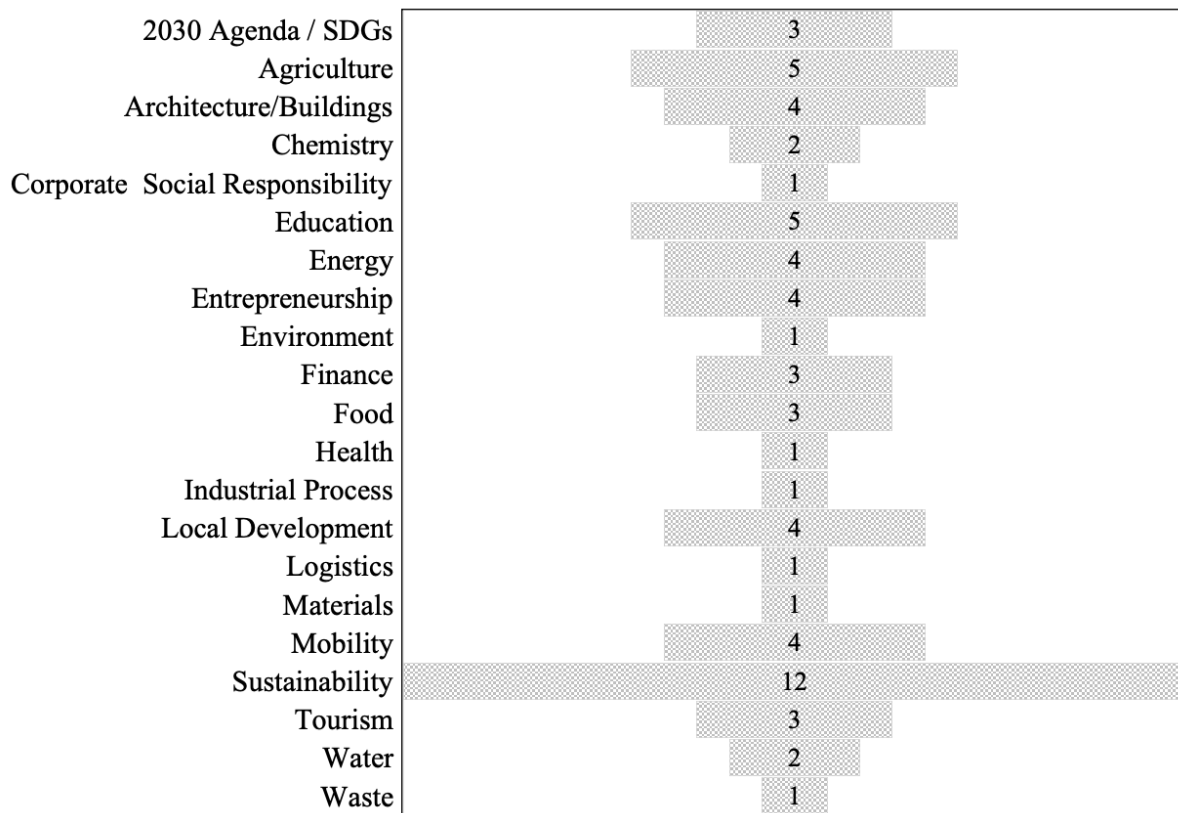 2030 Agenda / SDGs 3
Agriculture 5
Architecture/Buildings 4
Chemistry 2
Corporate  Social Responsibility 1
Education 5
Energy 4
Entrepreneurship 4
Environment 1
Finance 3
Food 3
Health 1
Industrial Process 1
Local Development 4
Logistics 1
Materials 1
Mobility 4
Sustainability 12
Tourism 3
Water 2
Waste 1